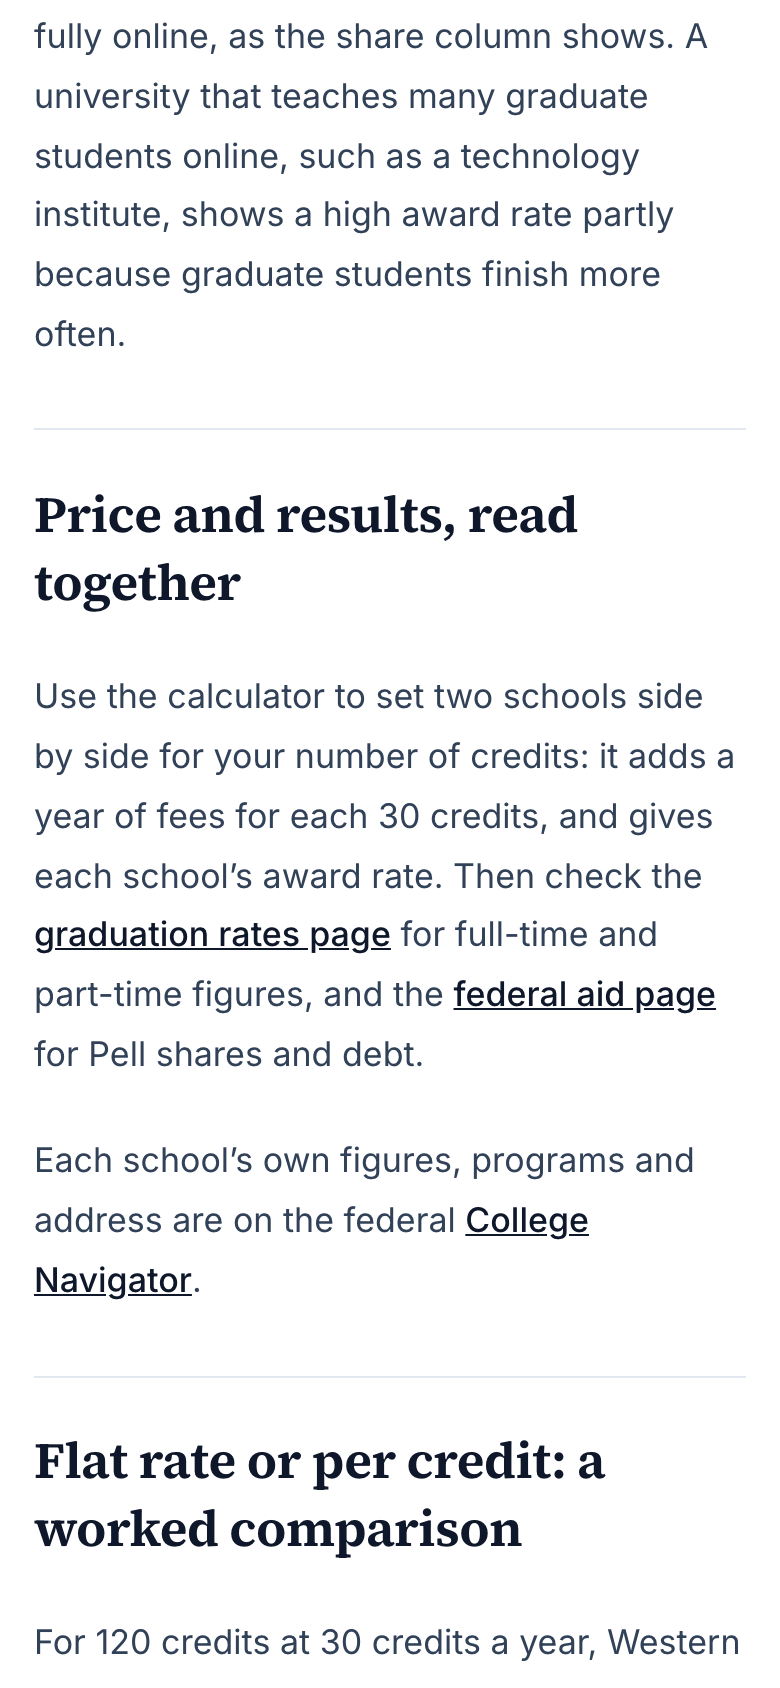 fully online, as the share column shows. A
university that teaches many graduate
students online, such as a technology
institute, shows a high award rate partly
because graduate students finish more
often.
Price and results, read
together
Use the calculator to set two schools side
by side for your number of credits: it adds a
year of fees for each 30 credits, and gives
each school’s award rate. Then check the
graduation rates page for full-time and
part-time figures, and the federal aid page
for Pell shares and debt.
Each school’s own figures, programs and
address are on the federal College
Navigator.
Flat rate or per credit: a
worked comparison
For 120 credits at 30 credits a year, Western